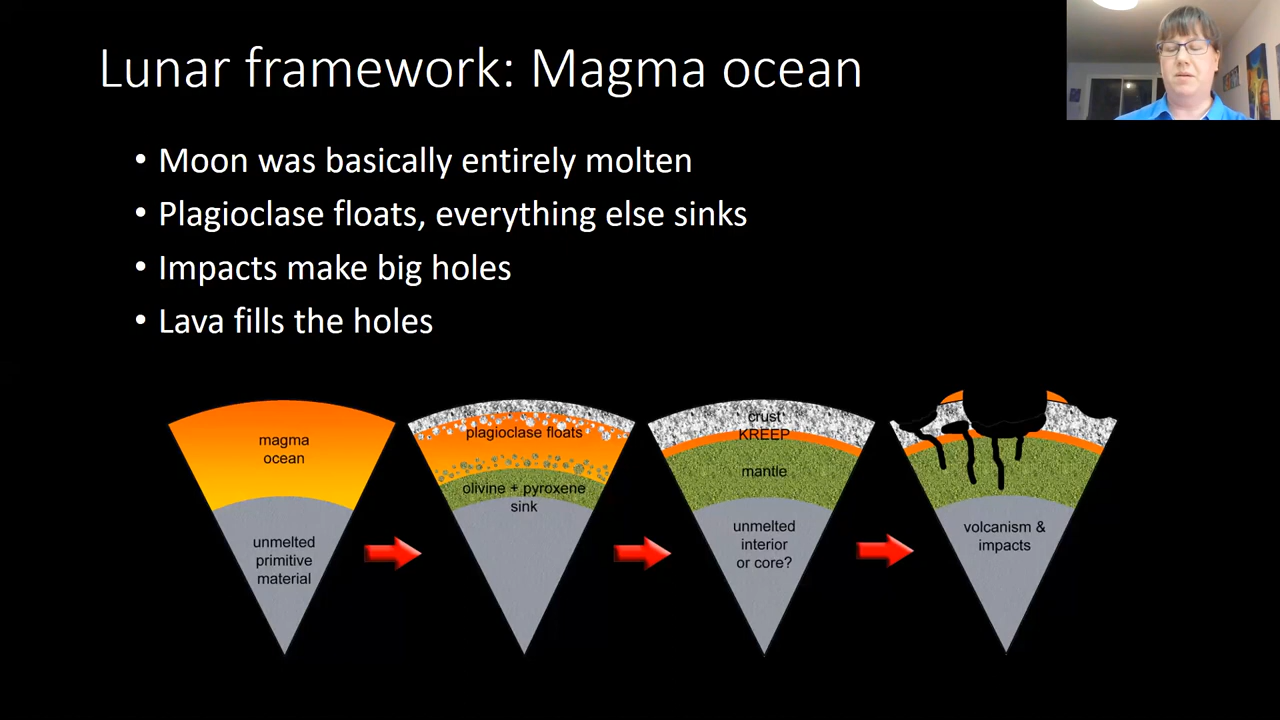 Lunar framework: Magma ocean
• Moon was basically entirely molten
• Plagioclase floats, everything else sinks
• Impacts make big holes
• Lava fills the holes
magma
ocean
unmelted
primitive
material
plagioclase floats
olivine + pyroxene
sink
crust
KREEP
mantle
unmelted
interior
or core?
volcanism &
impacts